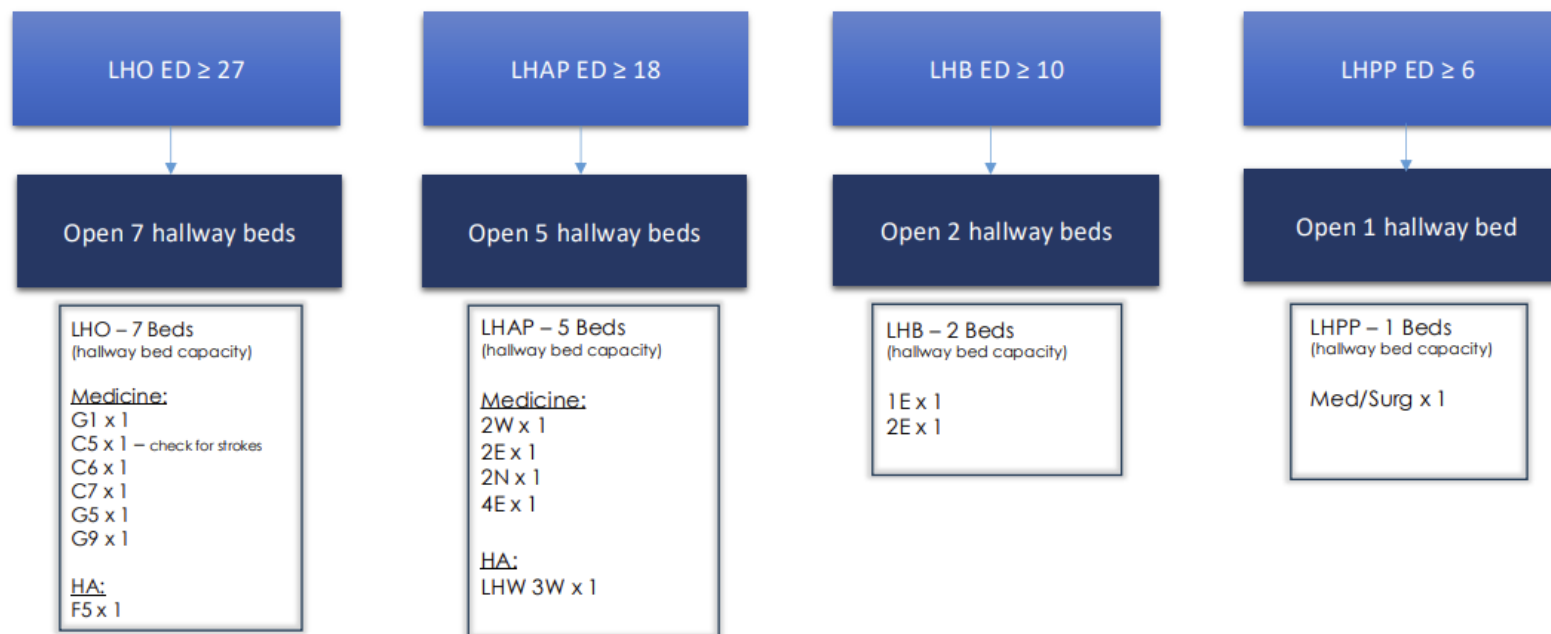 LHO ED ≥ 27
LHAP ED ≥ 18
LHB ED ≥ 10
LHPP ED ≥ 6
Open 7 hallway beds
Open 5 hallway beds
Open 2 hallway beds
Open 1 hallway bed
LHO – 7 Beds
(hallway bed capacity)
Medicine:
G1 x 1
C5 x 1 – check for strokes
C6 x 1
C7 x 1
G5 x 1
G9 x 1
HA:
F5 x 1
LHAP – 5 Beds
(hallway bed capacity)
Medicine:
2W x 1
2E x 1
2N x 1
4E x 1
HA:
LHW 3W x 1
LHB – 2 Beds
(hallway bed capacity)
1E x 1
2E x 1
LHPP – 1 Beds
(hallway bed capacity)
Med/Surg x 1